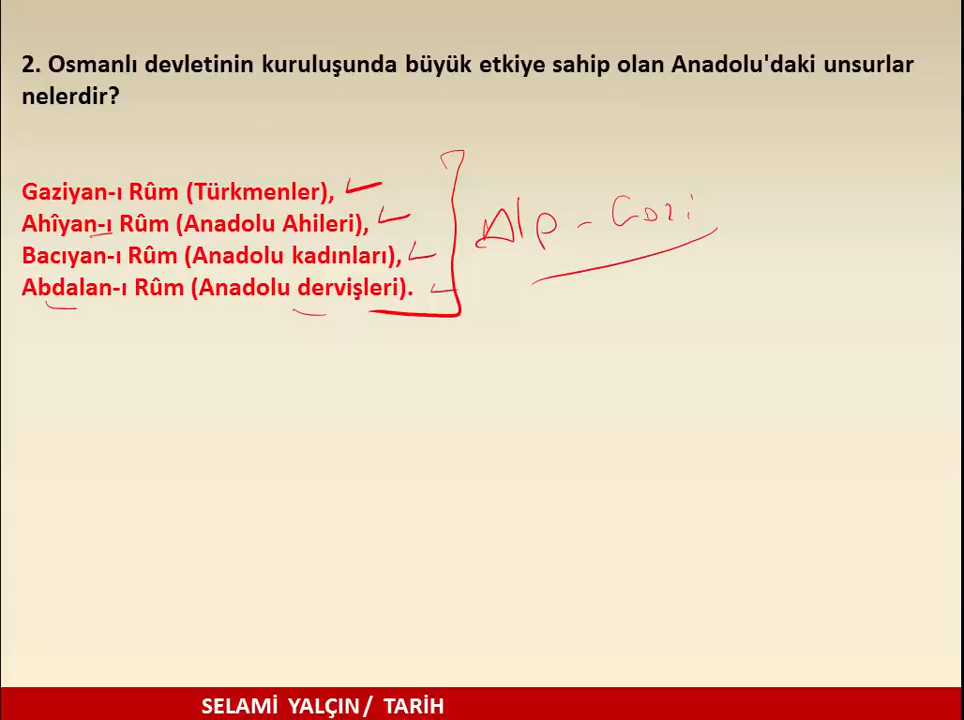 2. Osmanlı devletinin kuruluşunda büyük etkiye sahip olan Anadolu'daki unsurlar
nelerdir?
Gaziyan-ı Rûm (Türkmenler),
Ahîyan-ı Rûm (Anadolu Ahileri),
Bacıyan-ı Rûm (Anadolu kadınları),
Abdalan-ı Rûm (Anadolu dervişleri).
Alp - Gazi
SELAMİ YALÇIN / TARİH